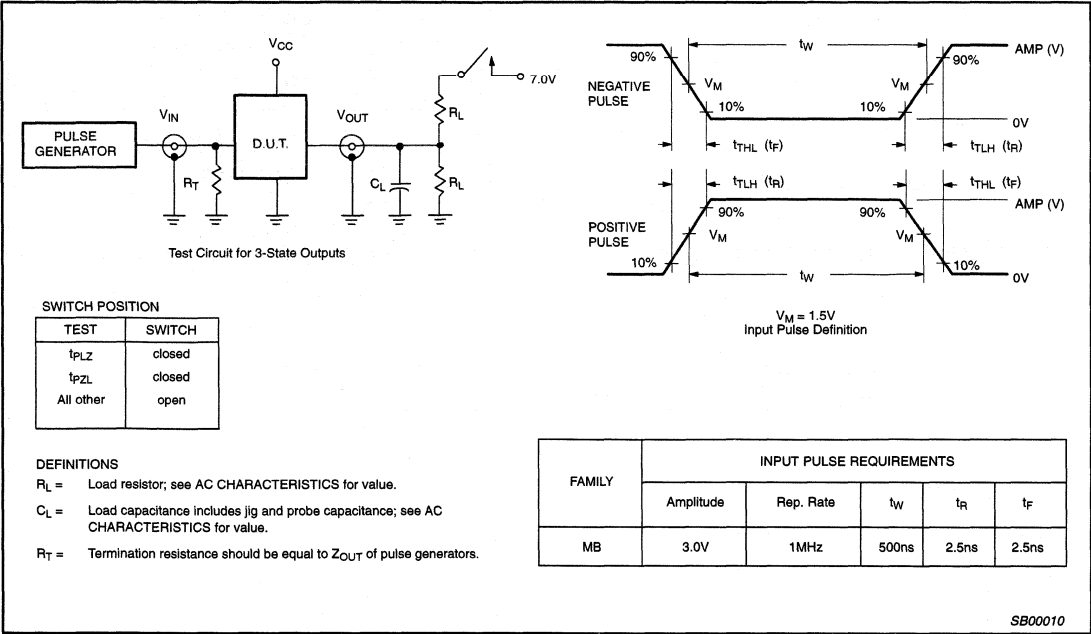 VCC
7.0V
RL
VIN
VOUT
PULSE
GENERATOR
D.U.T.
RT
CL
RL
Test Circuit for 3-State Outputs
tW
AMP (V)
90%
90%
NEGATIVE
PULSE
VM
VM
10%
10%
0V
tTHL (tF)
tTLH (tR)
tTLH (tR)
tTHL (tF)
AMP (V)
90%
90%
POSITIVE
PULSE
VM
VM
10%
10%
tW
0V
VM = 1.5V
Input Pulse Definition
SWITCH POSITION
TEST SWITCH
tPLZ closed
tPZL closed
All other open
DEFINITIONS
RL = Load resistor; see AC CHARACTERISTICS for value.
CL = Load capacitance includes jig and probe capacitance; see AC
CHARACTERISTICS for value.
RT = Termination resistance should be equal to ZOUT of pulse generators.
FAMILY
INPUT PULSE REQUIREMENTS
Amplitude Rep. Rate tW tR tF
MB 3.0V 1MHz 500ns 2.5ns 2.5ns
SB00010